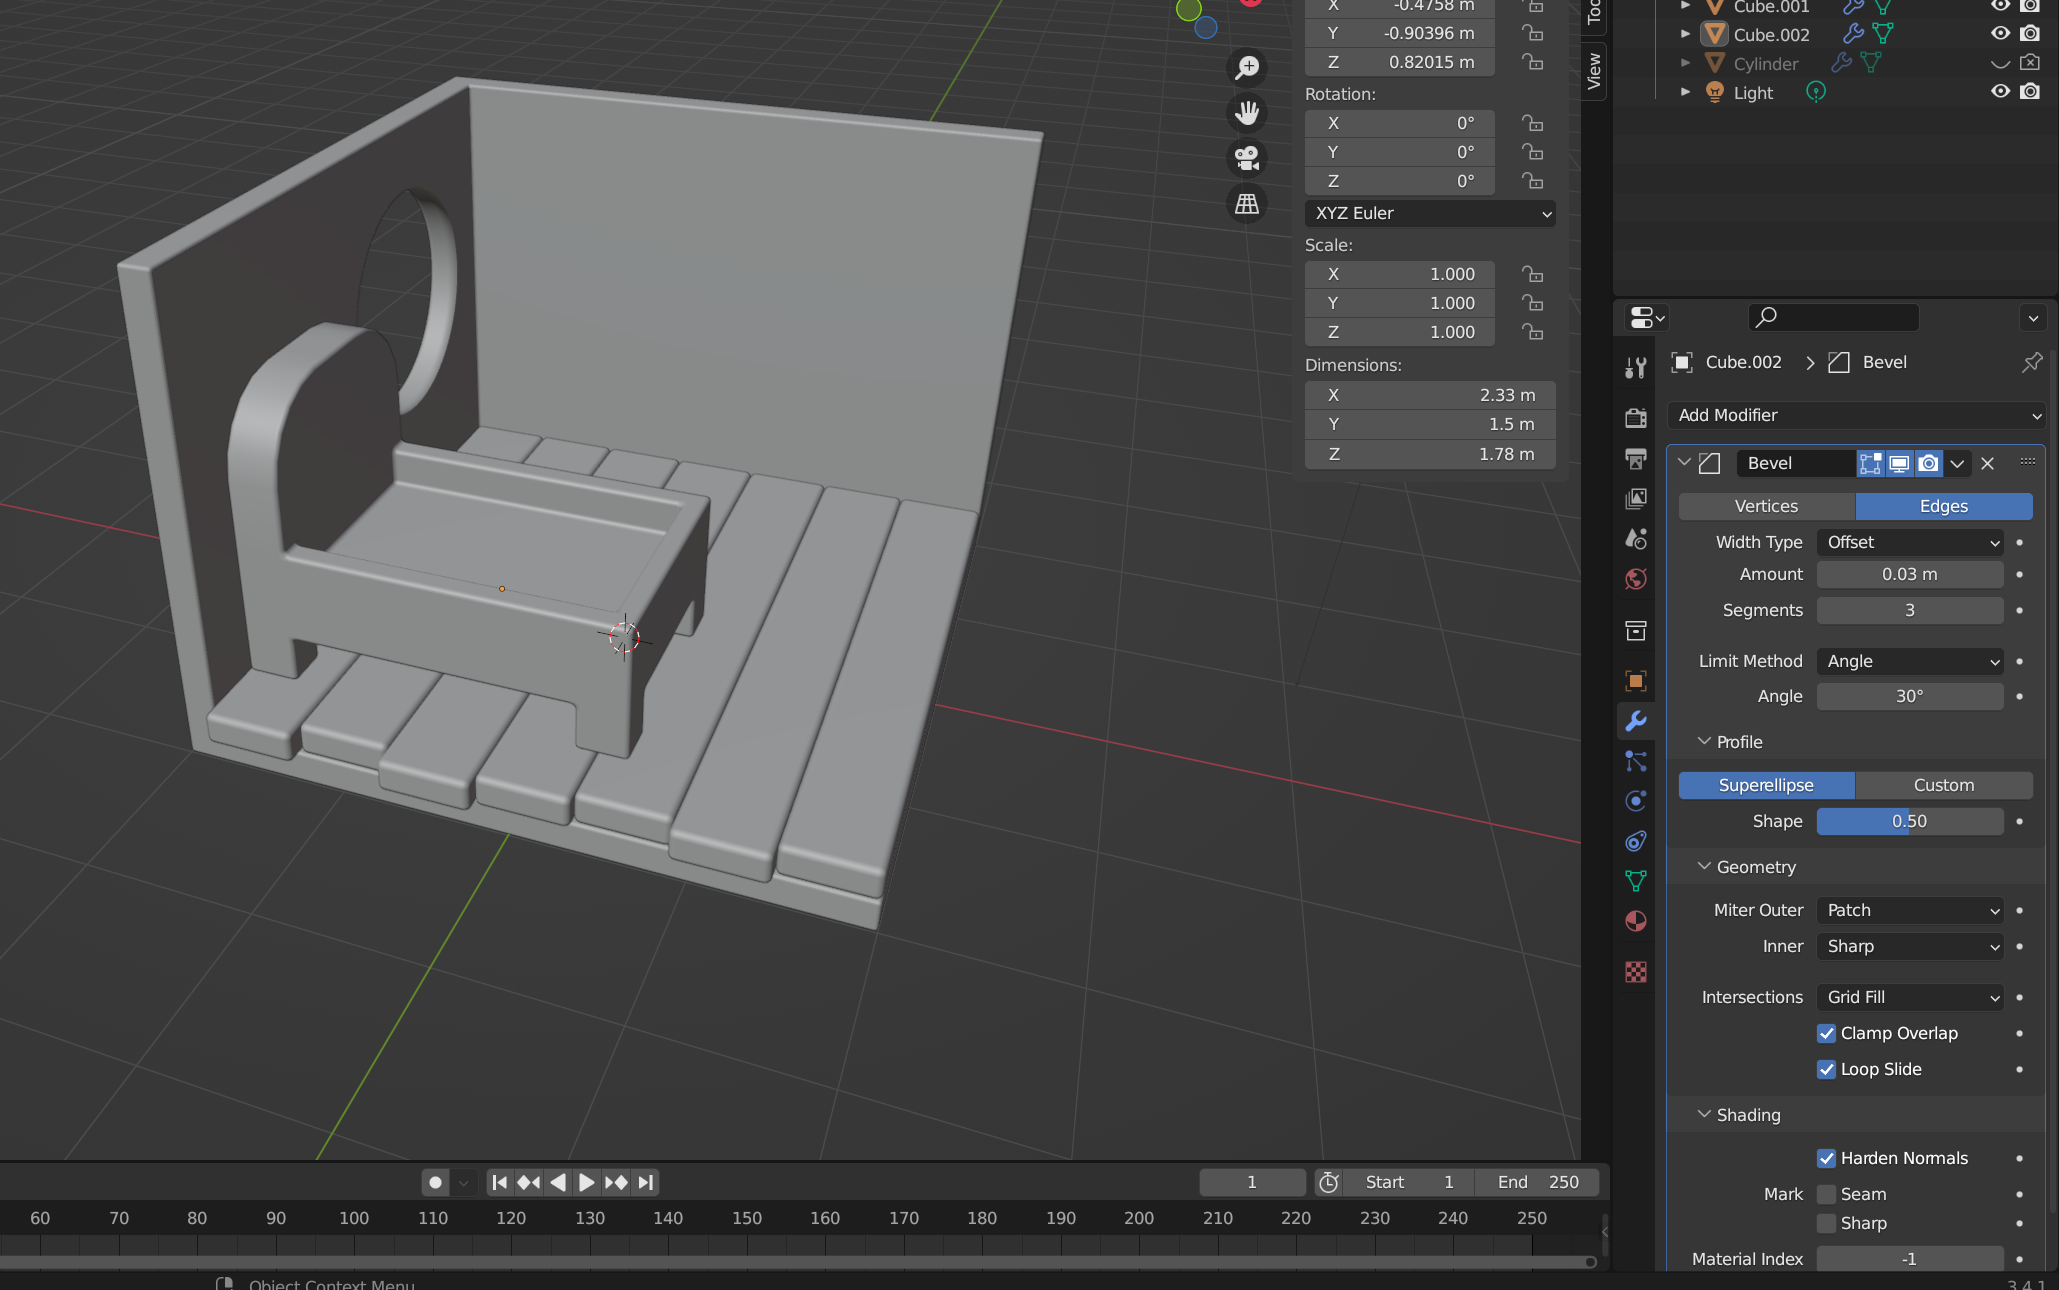 X -0.4758 m
Y -0.90396 m
Z 0.82015 m
Rotation:
X 0°
Y 0°
Z 0°
XYZ Euler
Scale:
X 1.000
Y 1.000
Z 1.000
Dimensions:
X 2.33 m
Y 1.5 m
Z 1.78 m
View
Cube.001
Cube.002
Cylinder
Light
Cube.002 Bevel
Add Modifier
Bevel
Vertices Edges
Width Type Offset
Amount 0.03 m
Segments 3
Limit Method Angle
Angle 30°
Profile
Superellipse Custom
Shape 0.50
Geometry
Miter Outer Patch
Inner Sharp
Intersections Grid Fill
Clamp Overlap
Loop Slide
Shading
Harden Normals
Mark Seam
Sharp
Material Index -1
1 Start 1 End 250
60 70 80 90 100 110 120 130 140 150 160 170 180 190 200 210 220 230 240 250
Object Context Menu
3.4.1